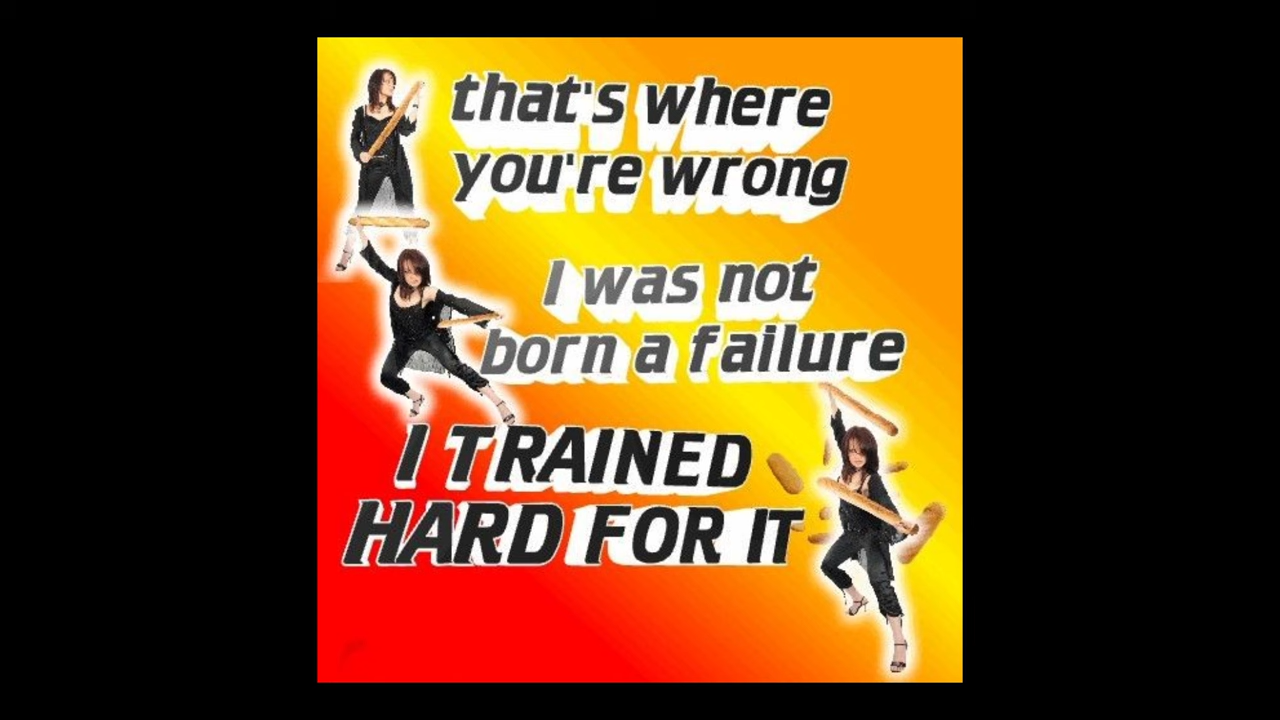 that's where
you're wrong
I was not
born a failure
I TRAINED
HARD FOR IT